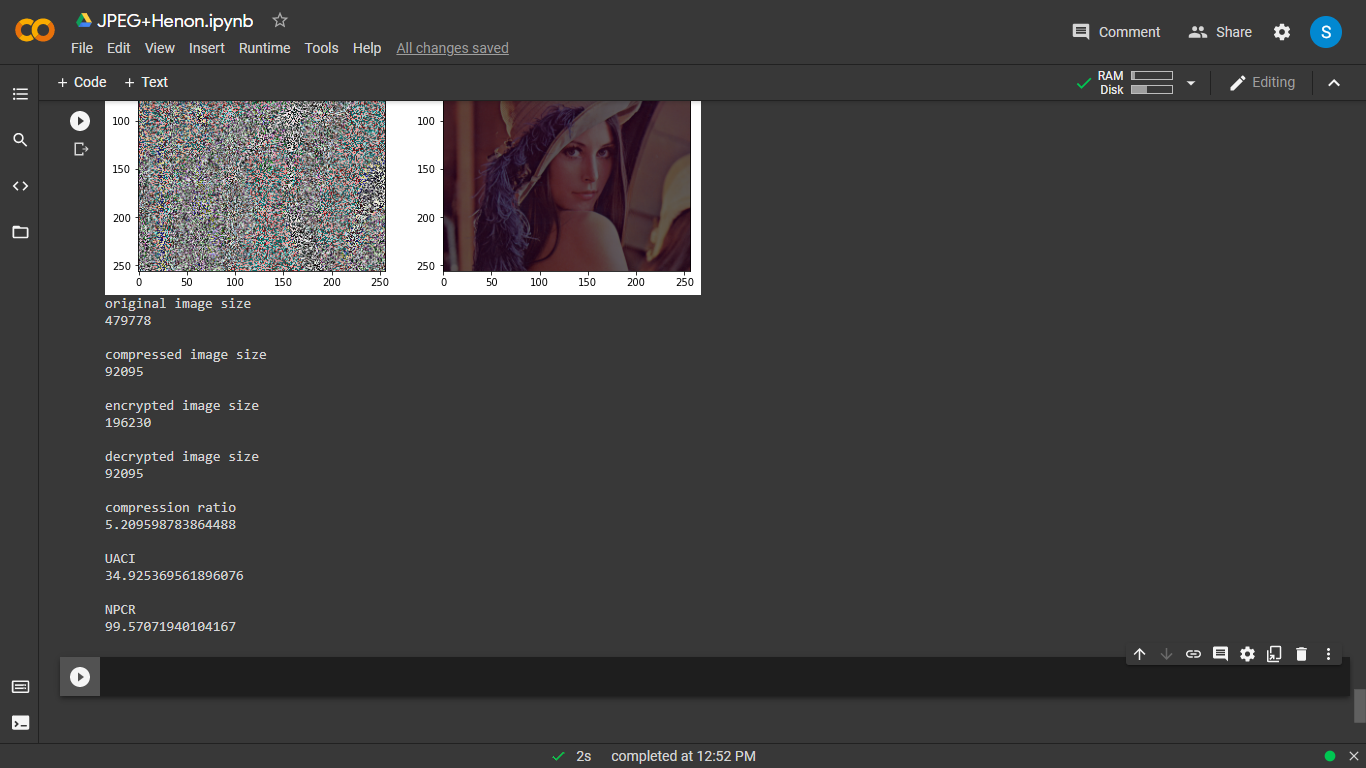 JPEG+Henon.ipynb
File Edit View Insert Runtime Tools Help All changes saved
Comment Share S
+ Code + Text
RAM
Disk
Editing
100 100
150 150
200 200
250 250
0 50 100 150 200 250 0 50 100 150 200 250
original image size
479778
compressed image size
92095
encrypted image size
196230
decrypted image size
92095
compression ratio
5.209598783864488
UACI
34.925369561896076
NPCR
99.57071940104167
2s completed at 12:52 PM